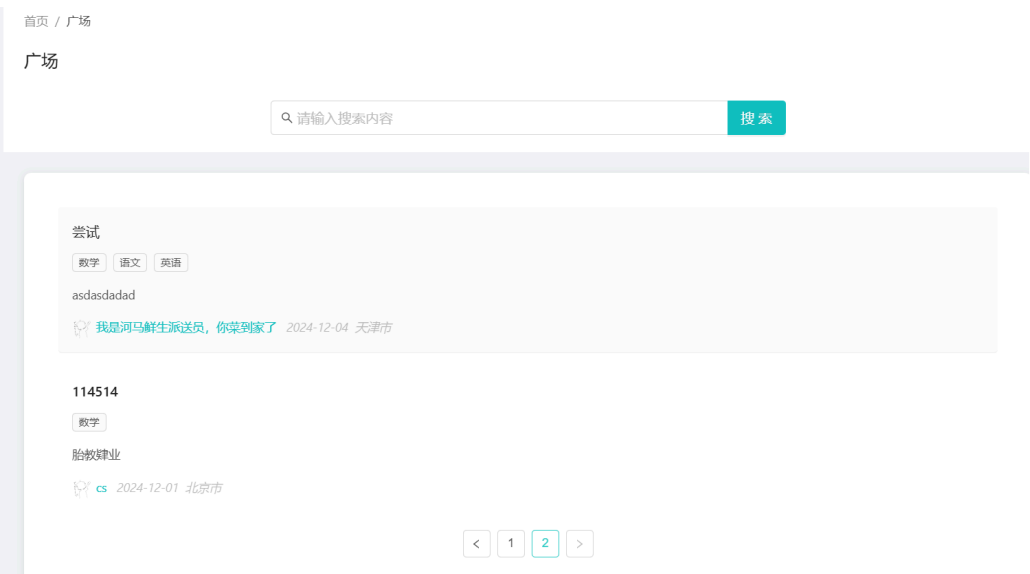 首页 / 广场
广场
请输入搜索内容 搜 索
尝试
数学 语文 英语
asdasdadad
我是河马鲜生派送员，你菜到家了 2024-12-04 天津市
114514
数学
胎教肄业
cs 2024-12-01 北京市
< 1 2 >